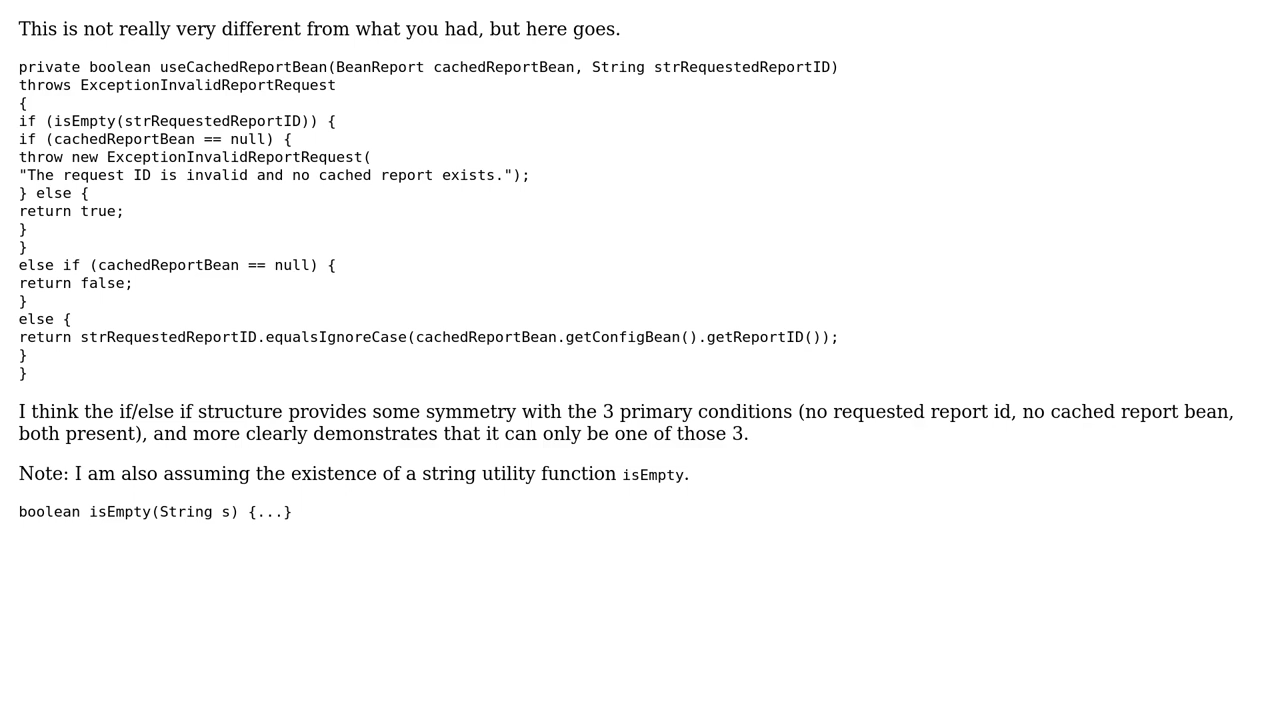 This is not really very different from what you had, but here goes.
private boolean useCachedReportBean(BeanReport cachedReportBean, String strRequestedReportID)
throws ExceptionInvalidReportRequest
{
if (isEmpty(strRequestedReportID)) {
if (cachedReportBean == null) {
throw new ExceptionInvalidReportRequest(
"The request ID is invalid and no cached report exists.");
} else {
return true;
}
}
else if (cachedReportBean == null) {
return false;
}
else {
return strRequestedReportID.equalsIgnoreCase(cachedReportBean.getConfigBean().getReportID());
}
}
I think the if/else if structure provides some symmetry with the 3 primary conditions (no requested report id, no cached report bean,
both present), and more clearly demonstrates that it can only be one of those 3.
Note: I am also assuming the existence of a string utility function isEmpty.
boolean isEmpty(String s) {...}